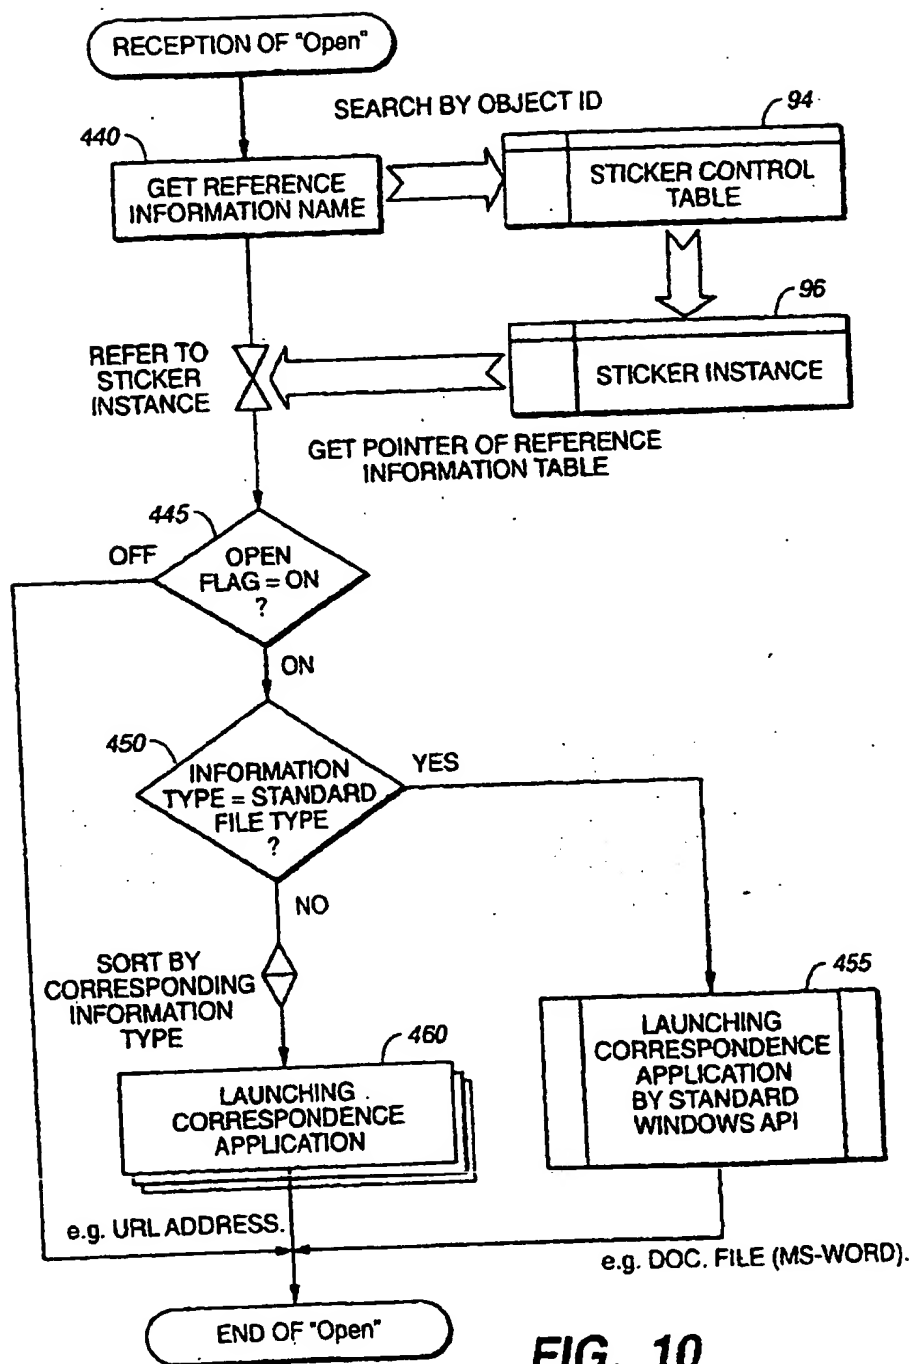 RECEPTION OF "Open"
SEARCH BY OBJECT ID
94
440
GET REFERENCE
INFORMATION NAME
STICKER CONTROL
TABLE
96
REFER TO
STICKER
INSTANCE
STICKER INSTANCE
GET POINTER OF REFERENCE
INFORMATION TABLE
445
OFF
OPEN
FLAG = ON
?
ON
450
YES
INFORMATION
TYPE = STANDARD
FILE TYPE
?
NO
SORT BY
CORRESPONDING
INFORMATION
TYPE
455
LAUNCHING
CORRESPONDENCE
APPLICATION
BY STANDARD
WINDOWS API
460
LAUNCHING
CORRESPONDENCE
APPLICATION
e.g. URL ADDRESS.
e.g. DOC. FILE (MS-WORD).
END OF "Open"
FIG. 10